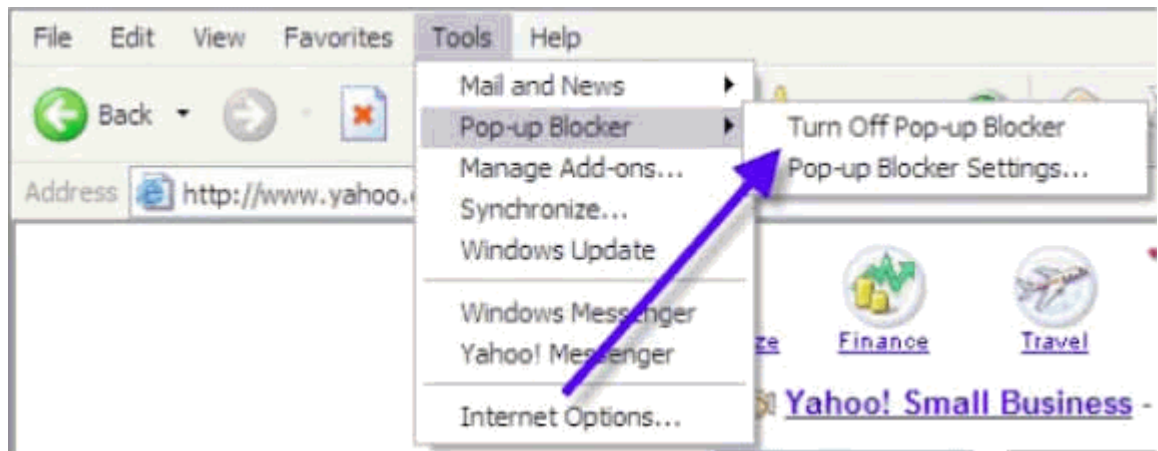 File Edit View Favorites Tools Help
Mail and News
Back
Pop-up Blocker
Turn Off Pop-up Blocker
Manage Add-ons...
Pop-up Blocker Settings...
Address http://www.yahoo.
Synchronize...
Windows Update
Windows Messenger
Yahoo! Messenger
ze Finance Travel
Internet Options...
Yahoo! Small Business -